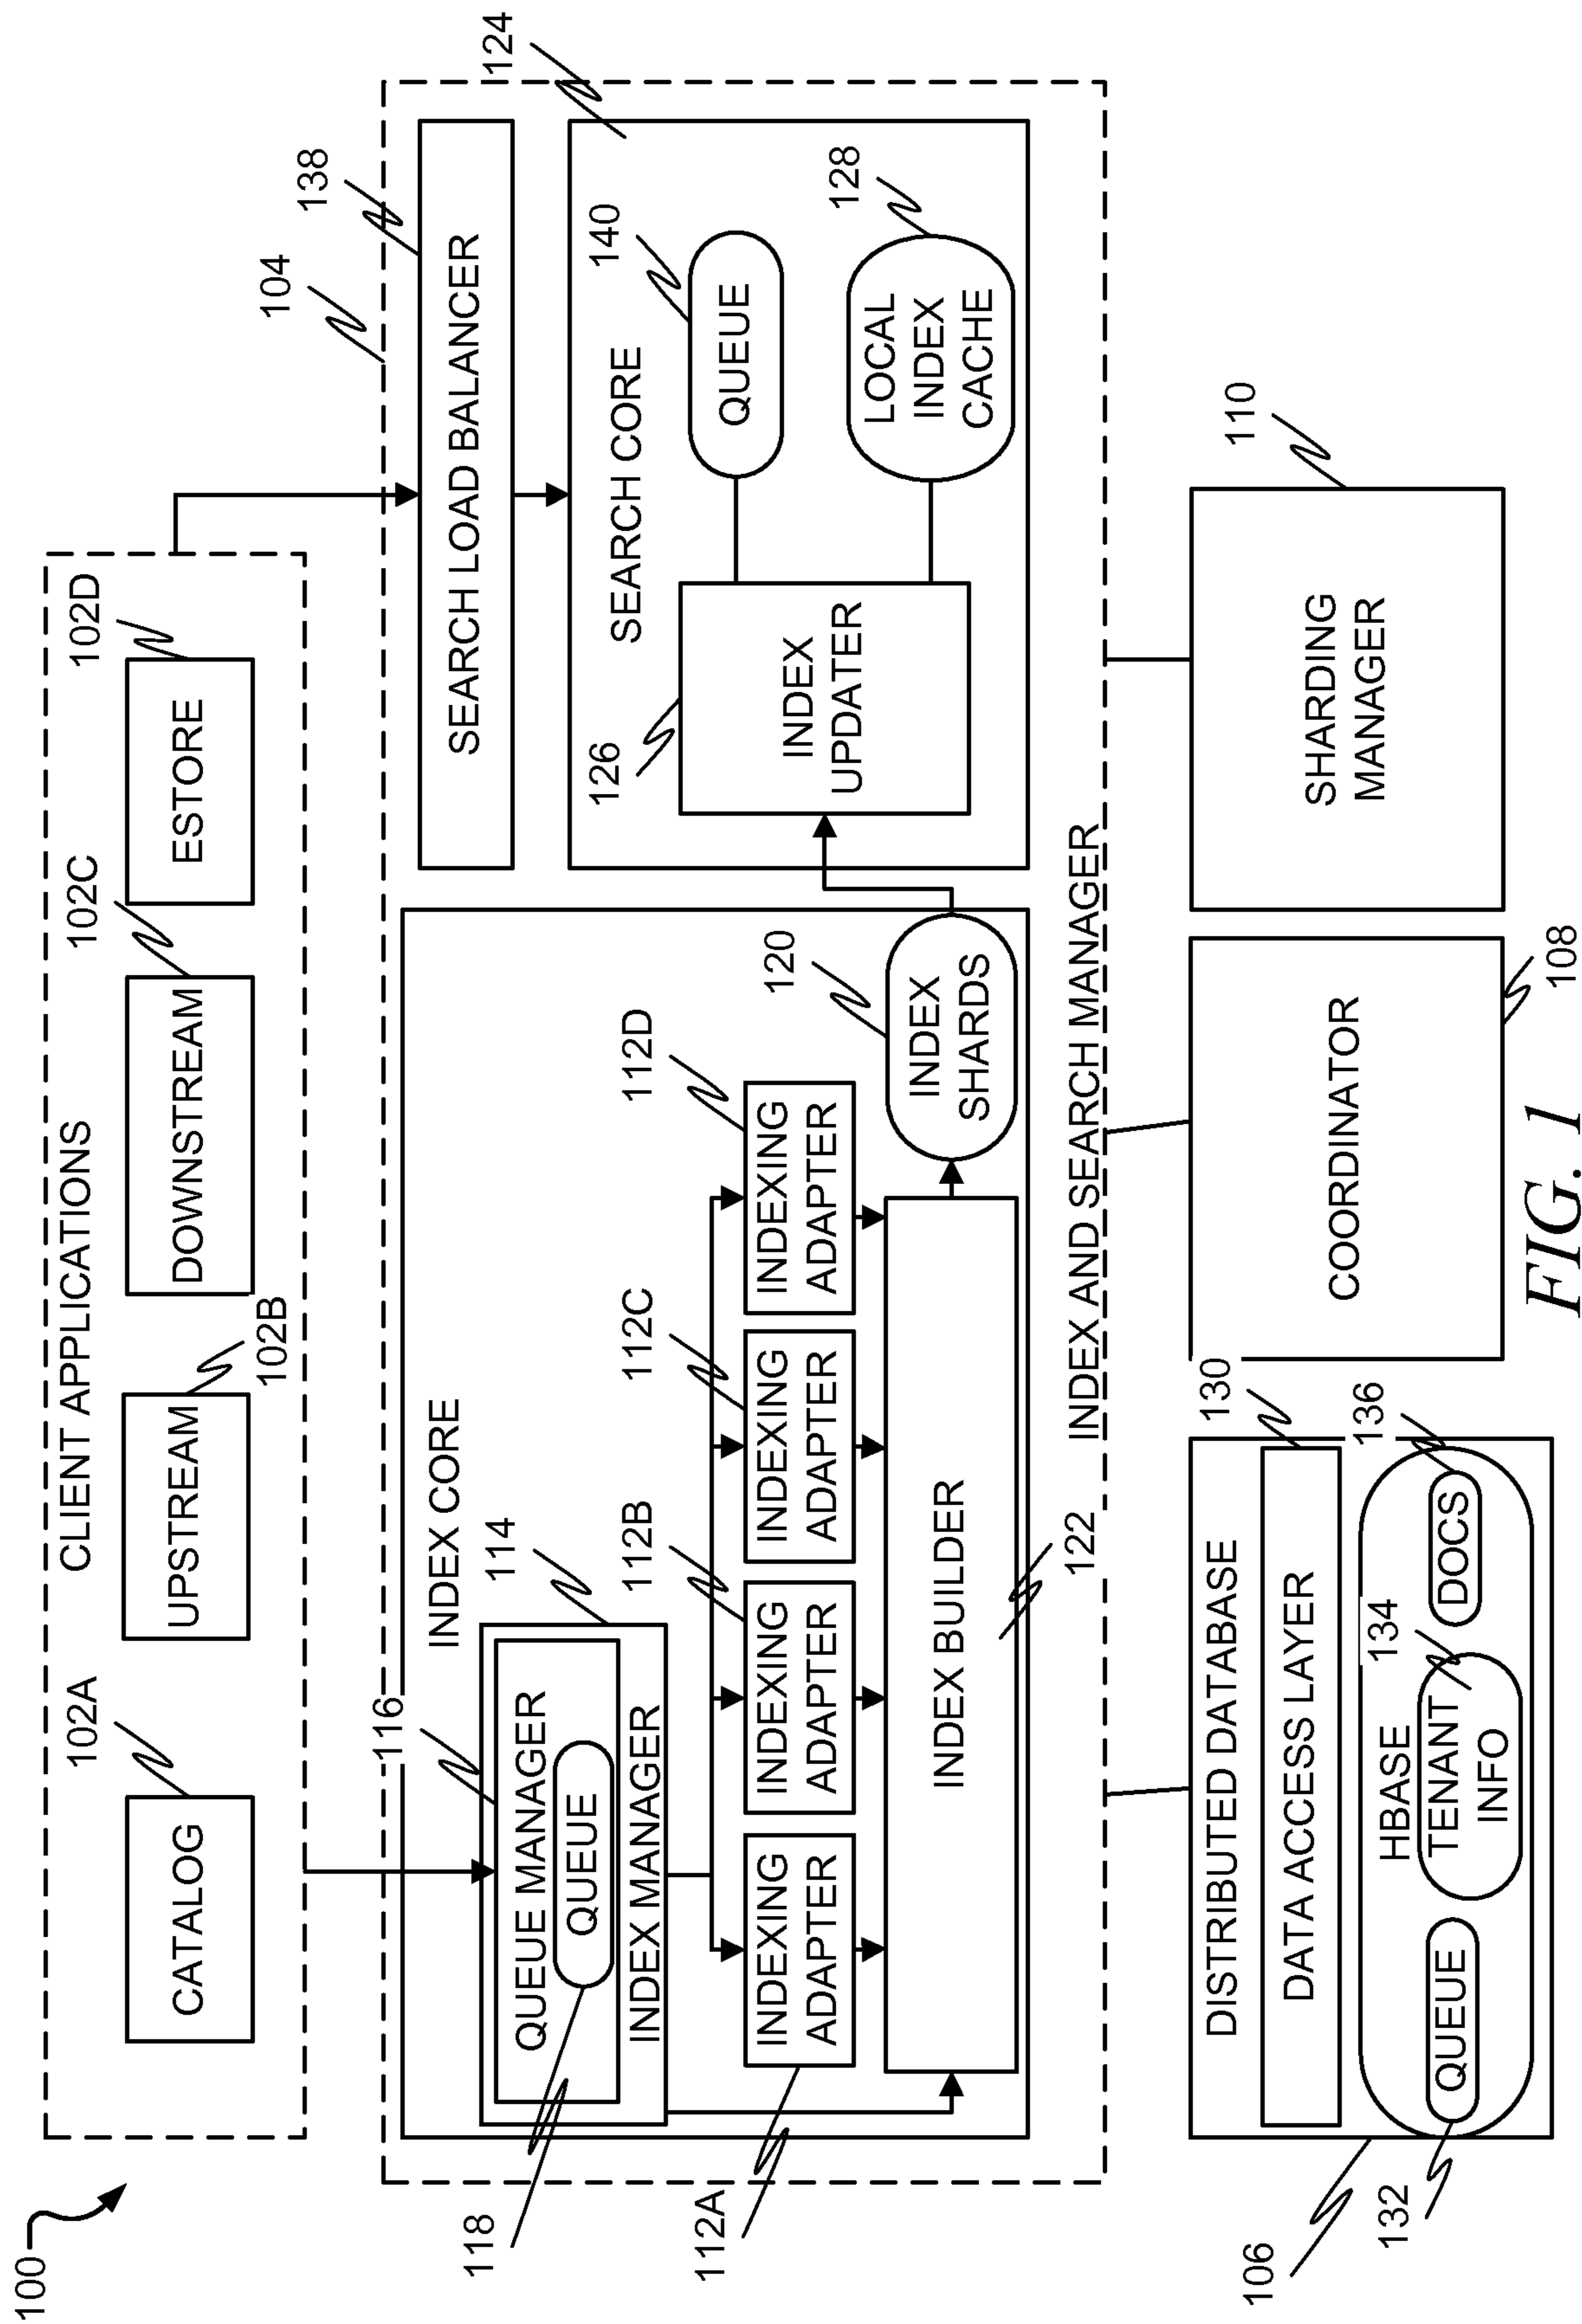 100
CLIENT APPLICATIONS
102A
102B
102C
102D
CATALOG
UPSTREAM
DOWNSTREAM
ESTORE
104
138
SEARCH LOAD BALANCER
124
SEARCH CORE
140
QUEUE
128
LOCAL
INDEX
CACHE
126
INDEX
UPDATER
INDEX CORE
114
116
QUEUE MANAGER
QUEUE
INDEX MANAGER
118
112A
112B
112C
112D
INDEXING
ADAPTER
INDEXING
ADAPTER
INDEXING
ADAPTER
INDEXING
ADAPTER
120
INDEX
SHARDS
INDEX BUILDER
122
INDEX AND SEARCH MANAGER
106
DISTRIBUTED DATABASE
130
DATA ACCESS LAYER
HBASE
132
QUEUE
134
TENANT
INFO
136
DOCS
COORDINATOR
108
110
SHARDING
MANAGER
FIG. 1